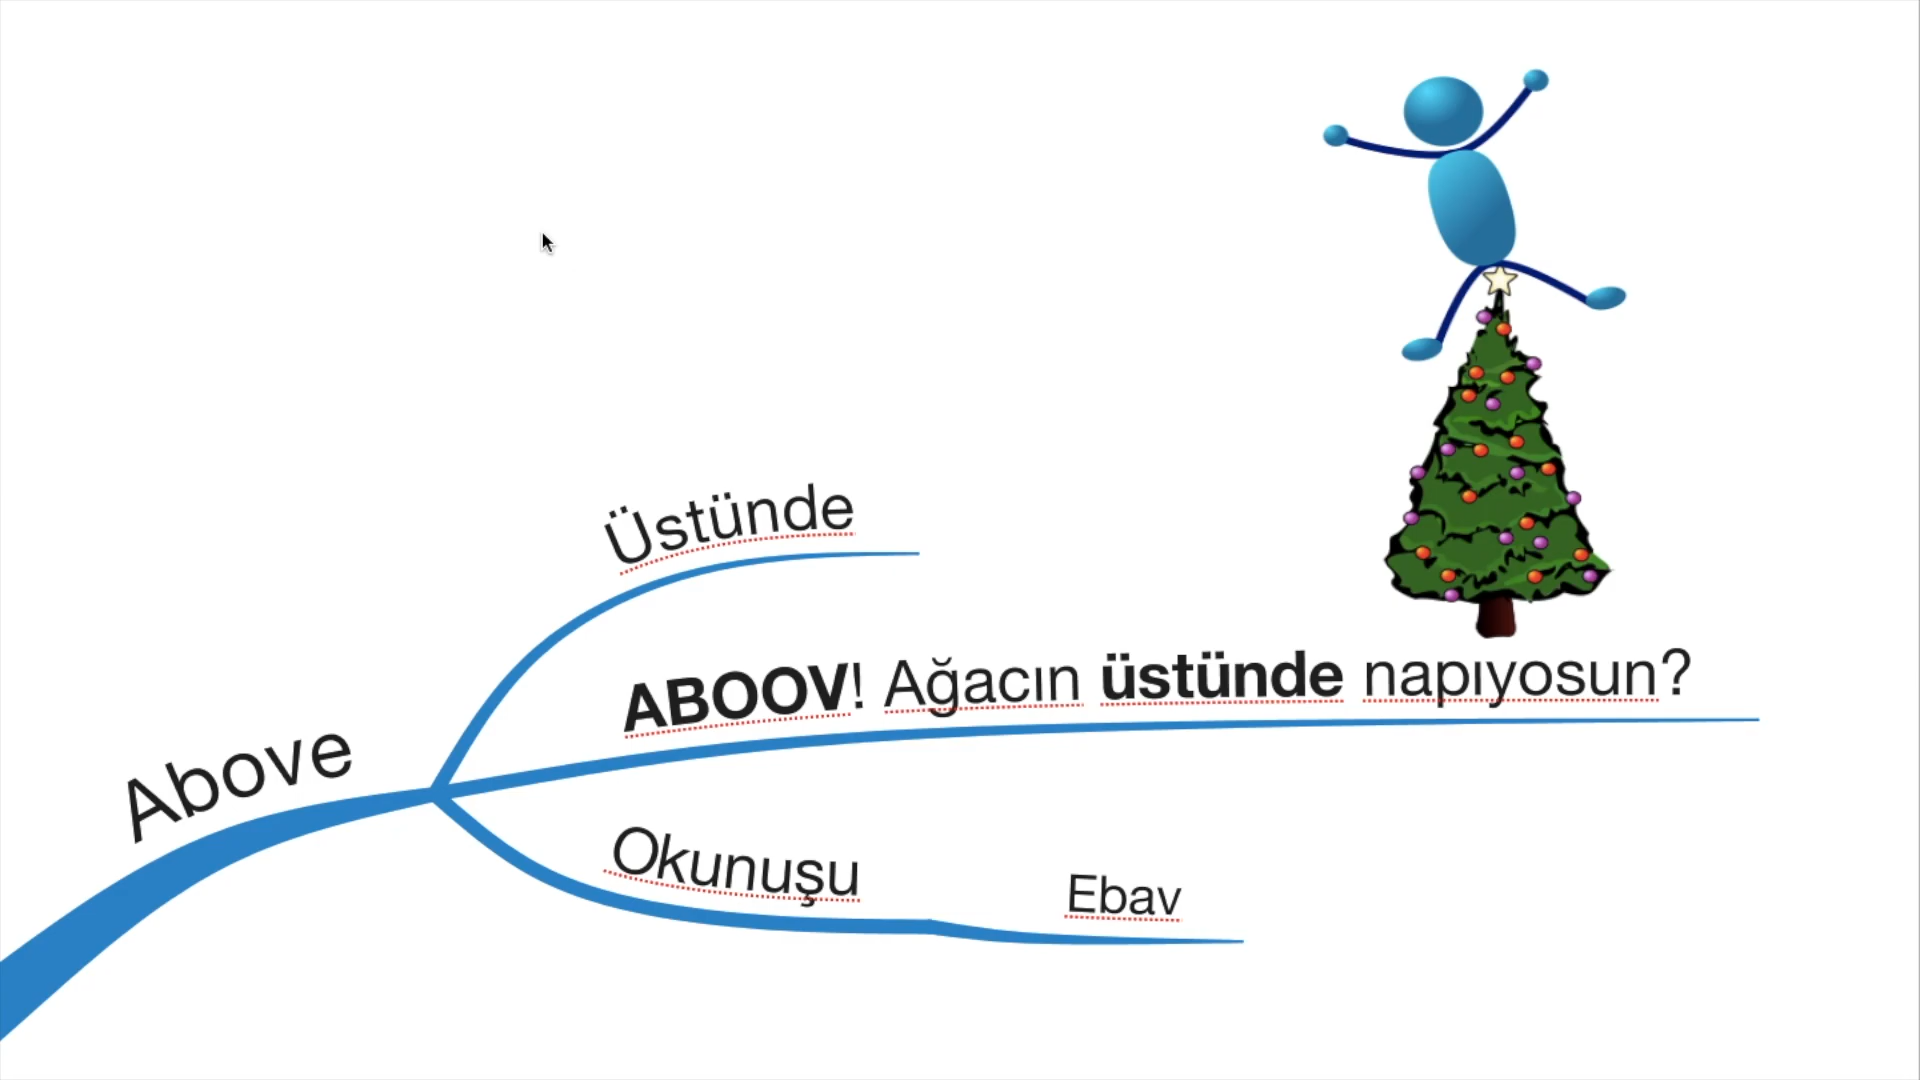 Above
Üstünde
ABOOV! Ağacın üstünde napıyosun?
Okunuşu
Ebav